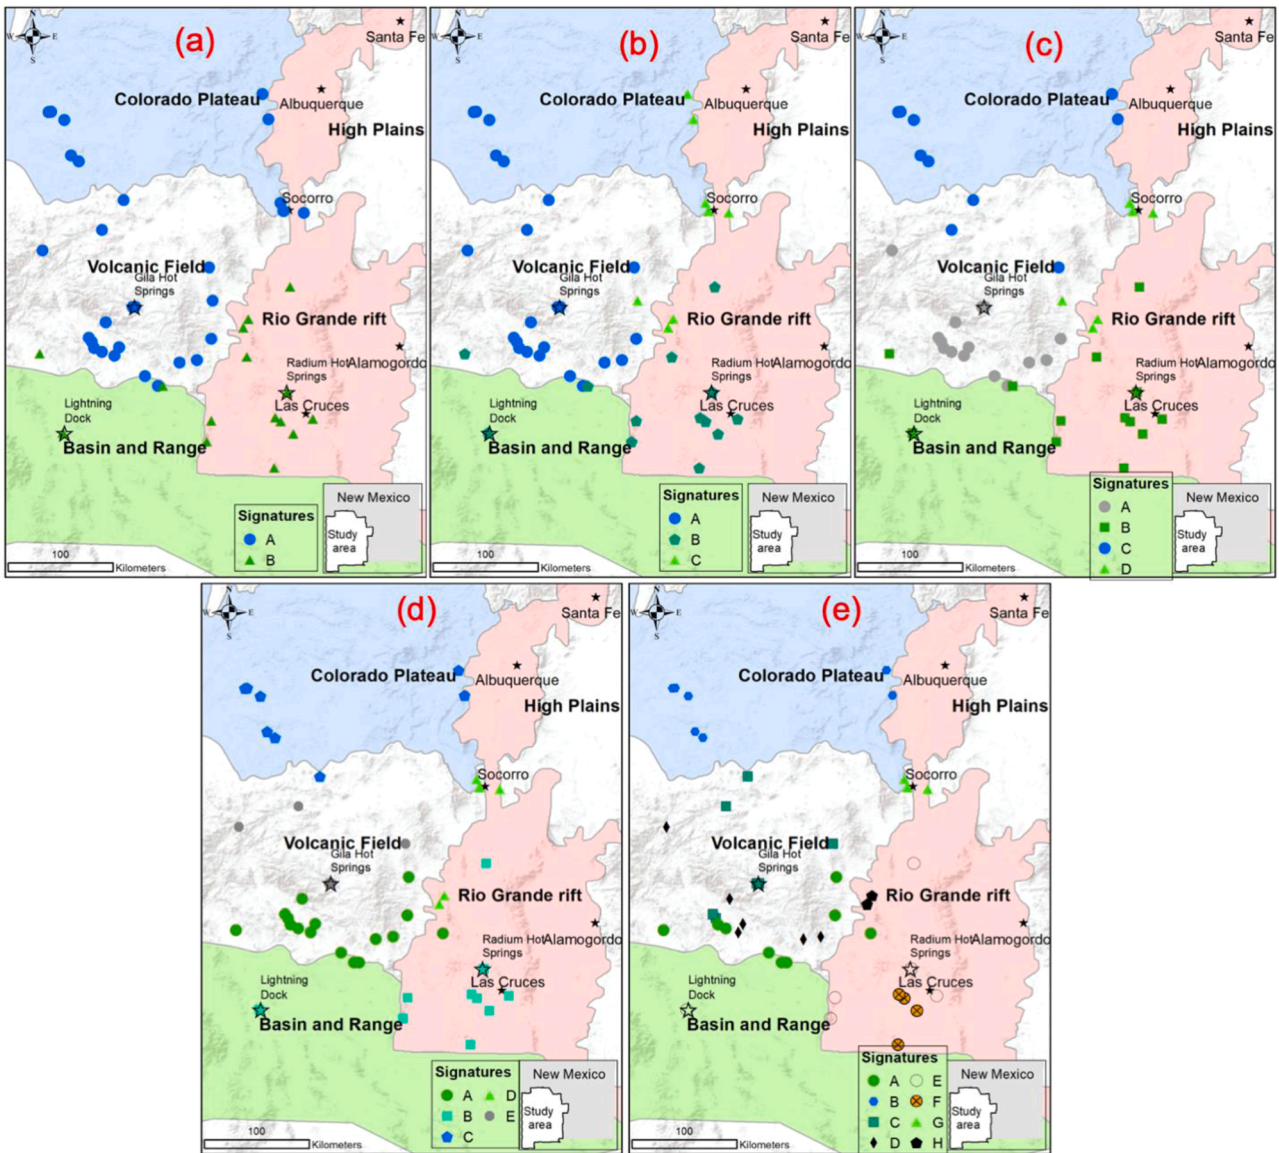 (a)
N
W E
S
Santa Fe
Colorado Plateau
Albuquerque
High Plains
Socorro
Volcanic Field
Gila Hot
Springs
Rio Grande rift
Radium Hot
Springs
Alamogordo
Lightning
Dock
Las Cruces
Basin and Range
Signatures
A
B
New Mexico
Study
area
100
Kilometers
(b)
N
W E
S
Santa Fe
Colorado Plateau
Albuquerque
High Plains
Socorro
Volcanic Field
Gila Hot
Springs
Rio Grande rift
Radium Hot
Springs
Alamogordo
Lightning
Dock
Las Cruces
Basin and Range
Signatures
A
B
C
New Mexico
Study
area
100
Kilometers
(c)
N
W E
S
Santa Fe
Colorado Plateau
Albuquerque
High Plains
Socorro
Volcanic Field
Gila Hot
Springs
Rio Grande rift
Radium Hot
Springs
Alamogordo
Lightning
Dock
Las Cruces
Basin and Range
Signatures
A
B
C
D
New Mexico
Study
area
100
Kilometers
(d)
N
W E
S
Santa Fe
Colorado Plateau
Albuquerque
High Plains
Socorro
Volcanic Field
Gila Hot
Springs
Rio Grande rift
Radium Hot
Springs
Alamogordo
Lightning
Dock
Las Cruces
Basin and Range
Signatures
A D
B E
C
New Mexico
Study
area
100
Kilometers
(e)
N
W E
S
Santa Fe
Colorado Plateau
Albuquerque
High Plains
Socorro
Volcanic Field
Gila Hot
Springs
Rio Grande rift
Radium Hot
Springs
Alamogordo
Lightning
Dock
Las Cruces
Basin and Range
Signatures
A E
B F
C G
D H
New Mexico
Study
area
100
Kilometers